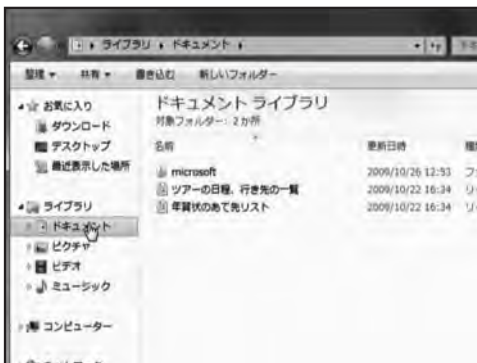 ライブラリ ▸ ドキュメント ▸
整理 ▼ 共有 ▼ 書き込む 新しいフォルダー
お気に入り
ダウンロード
デスクトップ
最近表示した場所
ライブラリ
ドキュメント
ピクチャ
ビデオ
ミュージック
コンピューター
ドキュメント ライブラリ
対象フォルダー: 2か所
名前 更新日時
microsoft 2009/10/26 12:53
ツアーの日程、行き先の一覧 2009/10/22 16:34
年賀状のあて先リスト 2009/10/22 16:34